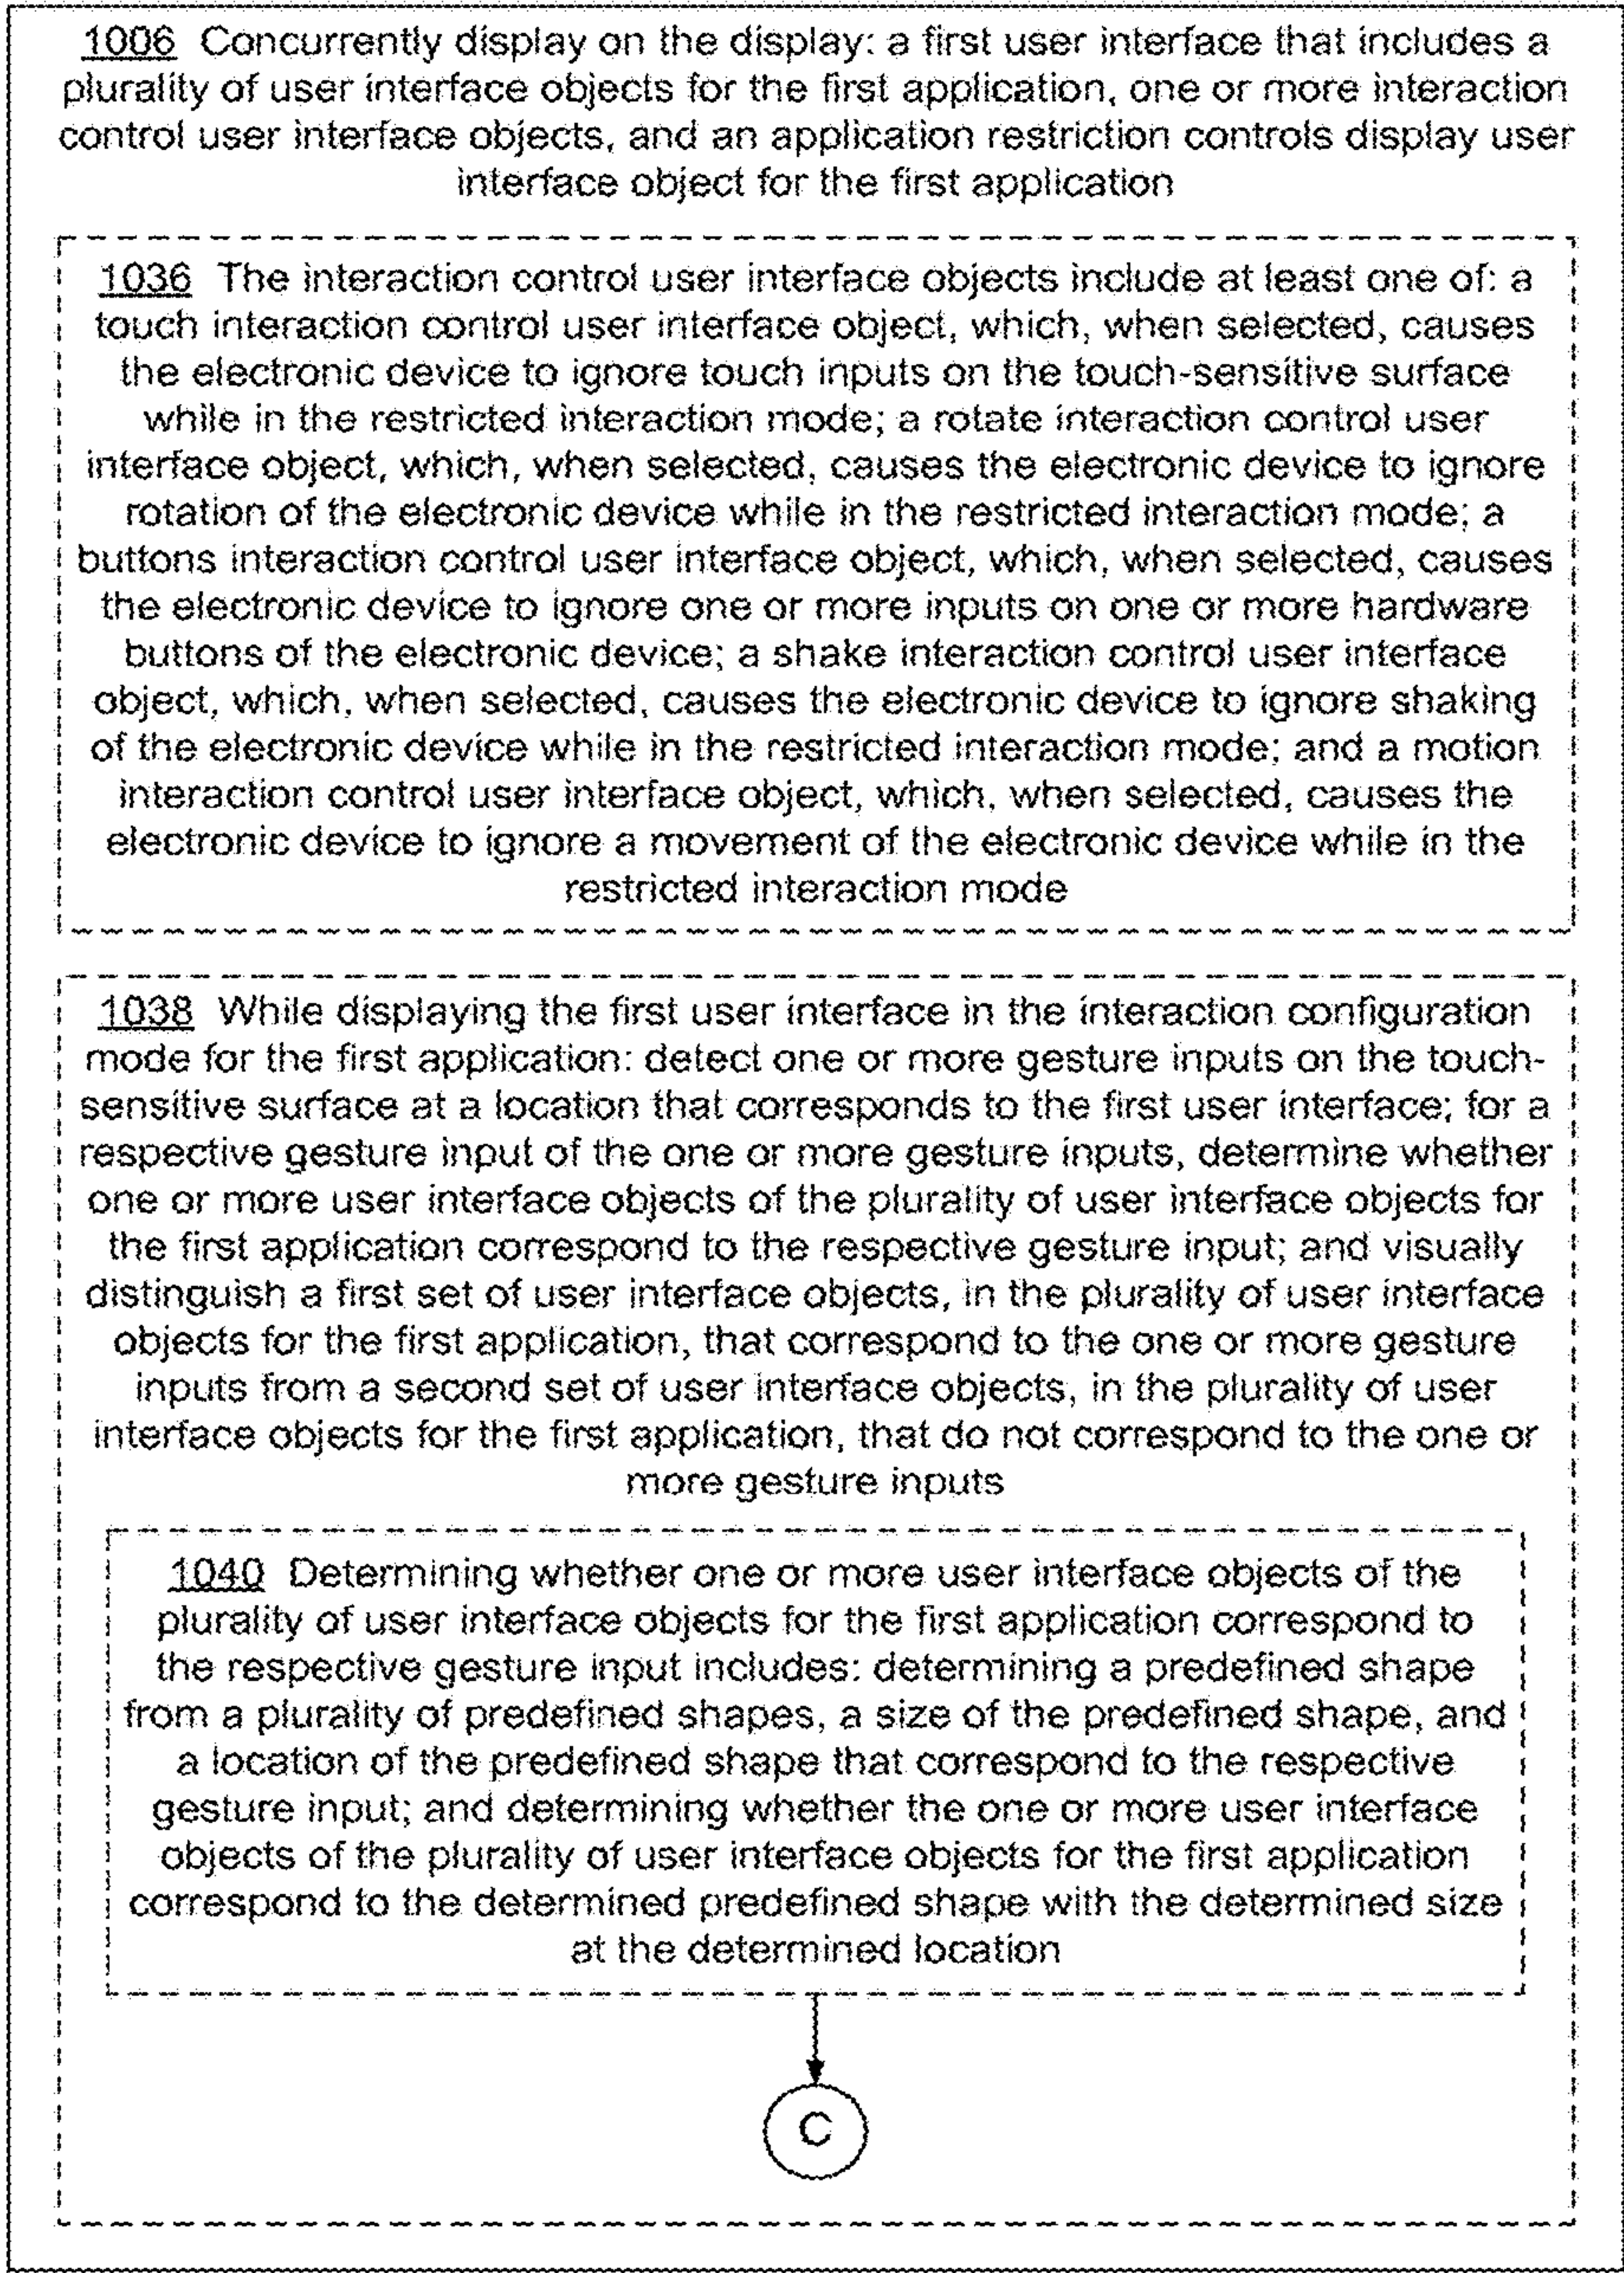 1006 Concurrently display on the display: a first user interface that includes a
plurality of user interface objects for the first application, one or more interaction
control user interface objects, and an application restriction controls display user
interface object for the first application
1036 The interaction control user interface objects include at least one of: a
touch interaction control user interface object, which, when selected, causes
the electronic device to ignore touch inputs on the touch-sensitive surface
while in the restricted interaction mode; a rotate interaction control user
interface object, which, when selected, causes the electronic device to ignore
rotation of the electronic device while in the restricted interaction mode; a
buttons interaction control user interface object, which, when selected, causes
the electronic device to ignore one or more inputs on one or more hardware
buttons of the electronic device; a shake interaction control user interface
object, which, when selected, causes the electronic device to ignore shaking
of the electronic device while in the restricted interaction mode; and a motion
interaction control user interface object, which, when selected, causes the
electronic device to ignore a movement of the electronic device while in the
restricted interaction mode
1038 While displaying the first user interface in the interaction configuration
mode for the first application: detect one or more gesture inputs on the touch-
sensitive surface at a location that corresponds to the first user interface; for a
respective gesture input of the one or more gesture inputs, determine whether
one or more user interface objects of the plurality of user interface objects for
the first application correspond to the respective gesture input; and visually
distinguish a first set of user interface objects, in the plurality of user interface
objects for the first application, that correspond to the one or more gesture
inputs from a second set of user interface objects, in the plurality of user
interface objects for the first application, that do not correspond to the one or
more gesture inputs
1040 Determining whether one or more user interface objects of the
plurality of user interface objects for the first application correspond to
the respective gesture input includes: determining a predefined shape
from a plurality of predefined shapes, a size of the predefined shape, and
a location of the predefined shape that correspond to the respective
gesture input; and determining whether the one or more user interface
objects of the plurality of user interface objects for the first application
correspond to the determined predefined shape with the determined size
at the determined location
C